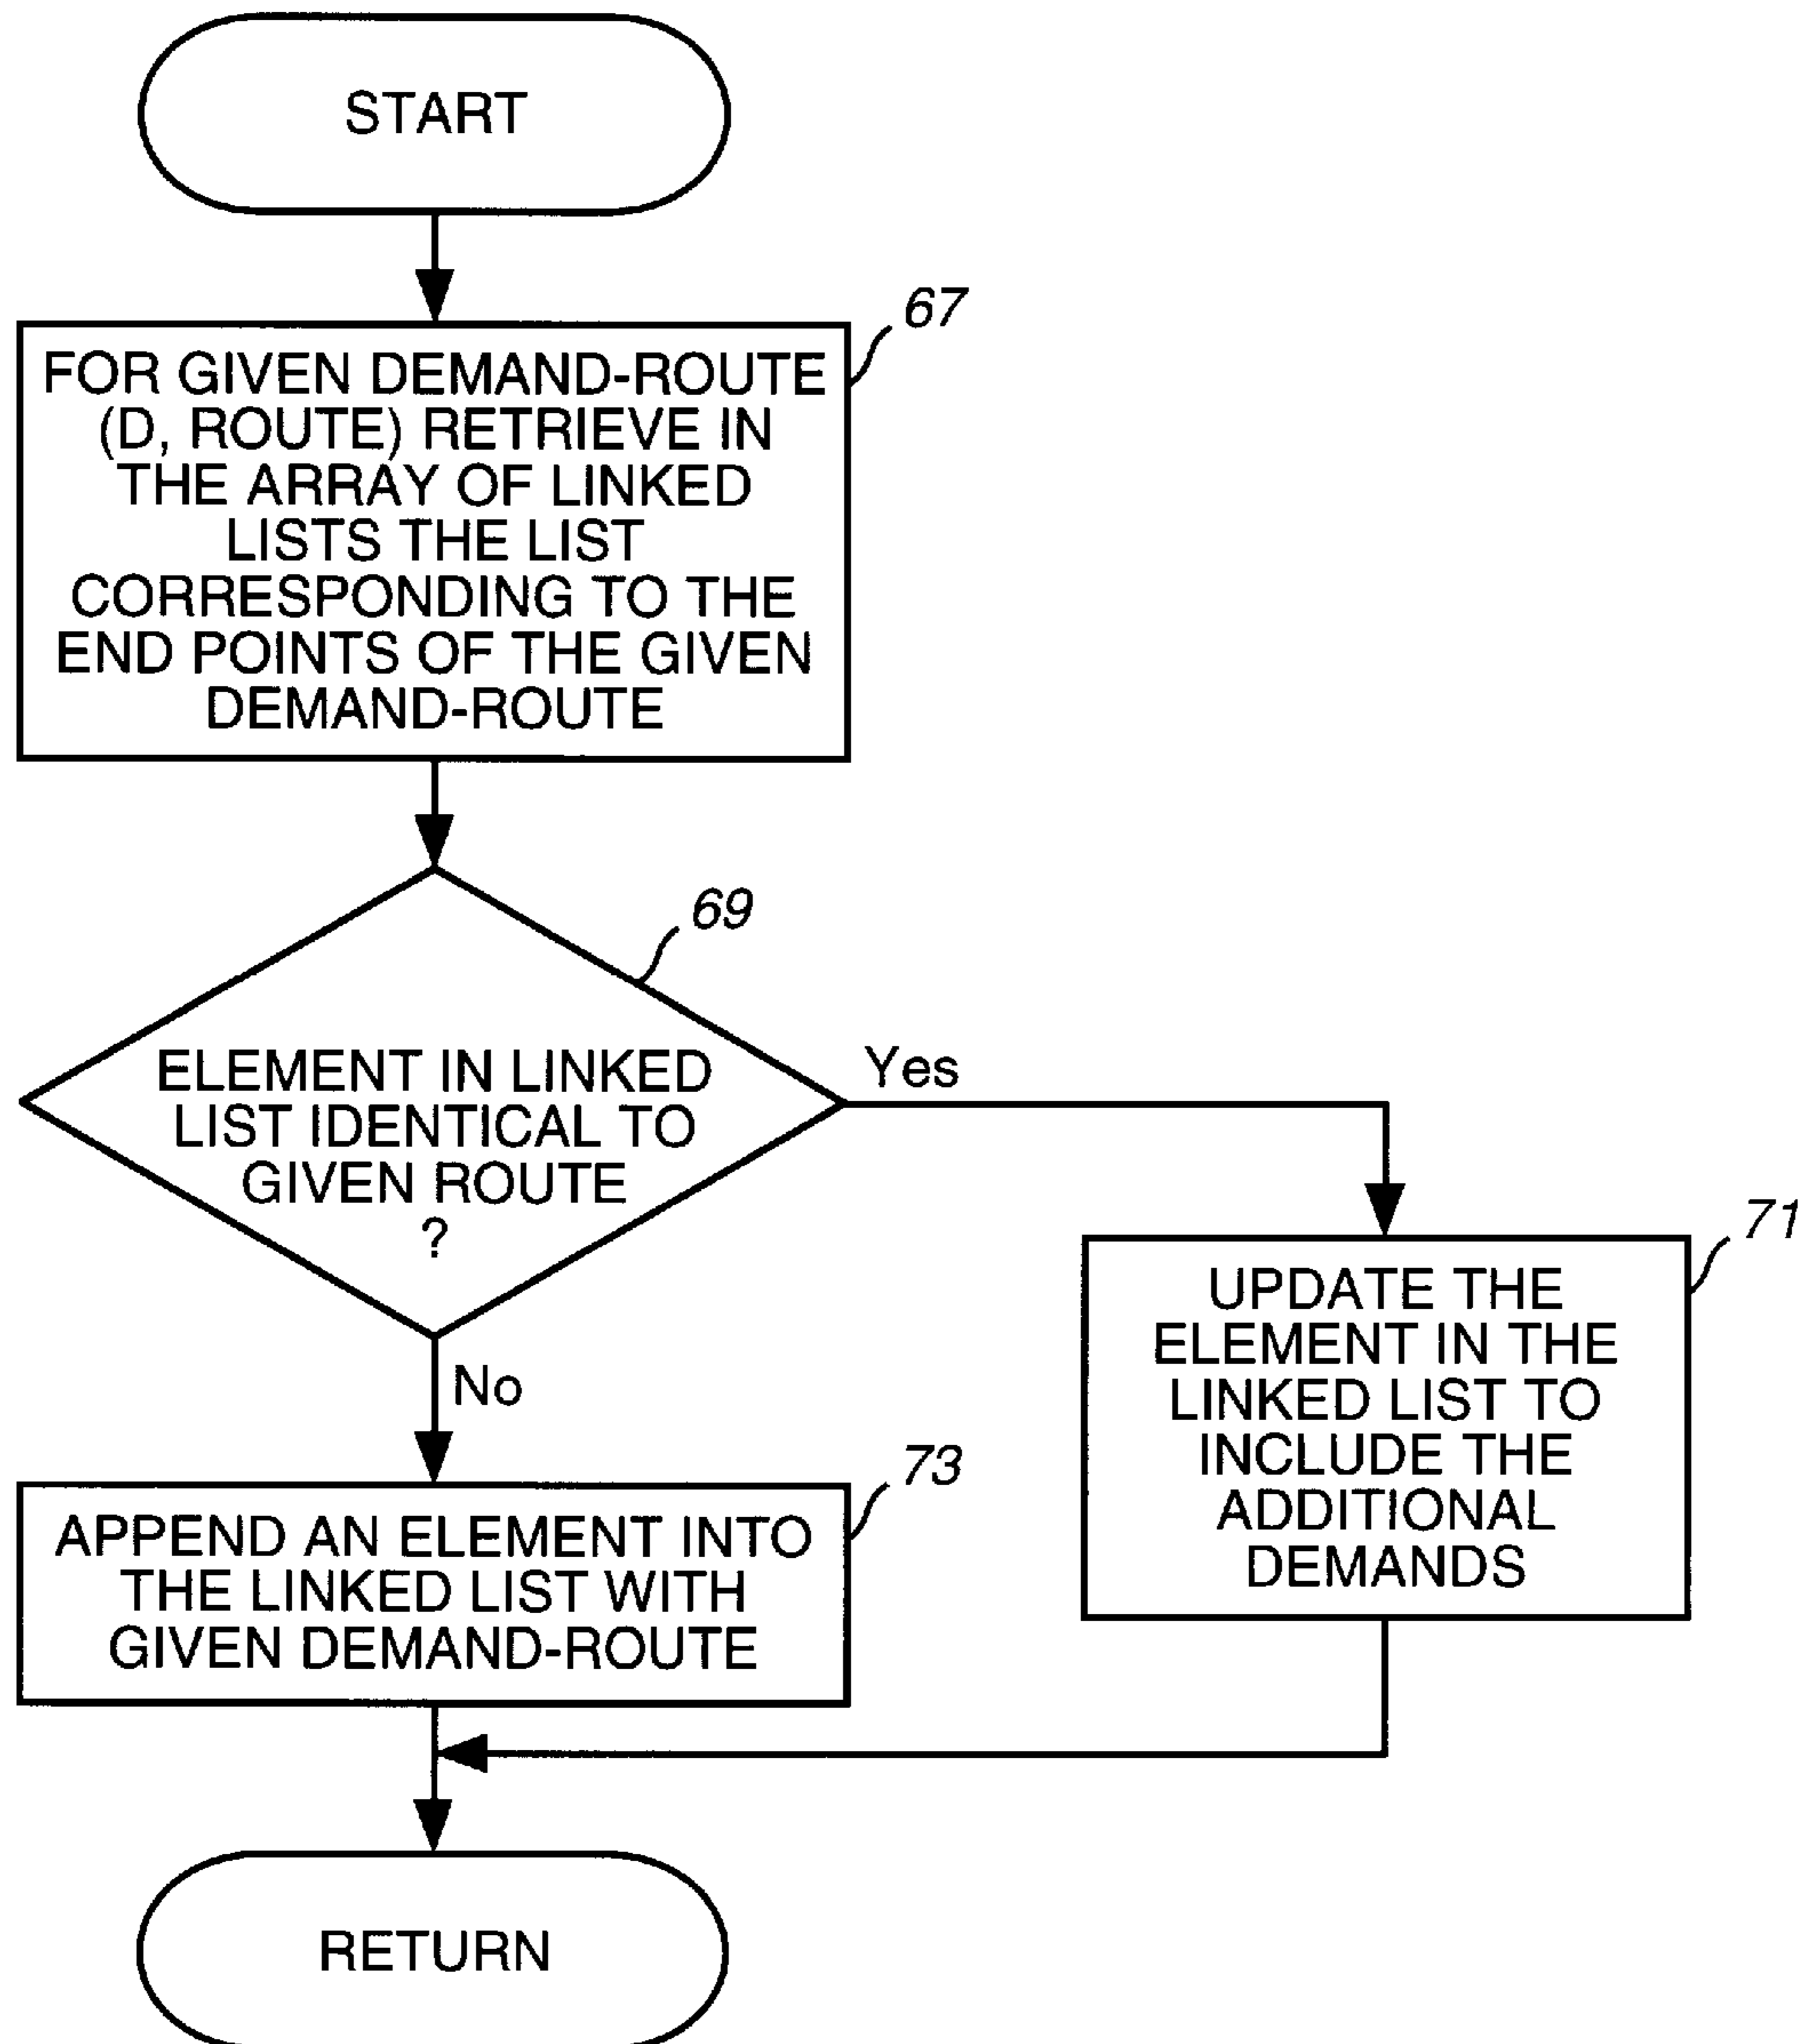 START
67
FOR GIVEN DEMAND-ROUTE
(D, ROUTE) RETRIEVE IN
THE ARRAY OF LINKED
LISTS THE LIST
CORRESPONDING TO THE
END POINTS OF THE GIVEN
DEMAND-ROUTE
69
ELEMENT IN LINKED
LIST IDENTICAL TO
GIVEN ROUTE
?
Yes
No
71
UPDATE THE
ELEMENT IN THE
LINKED LIST TO
INCLUDE THE
ADDITIONAL
DEMANDS
73
APPEND AN ELEMENT INTO
THE LINKED LIST WITH
GIVEN DEMAND-ROUTE
RETURN